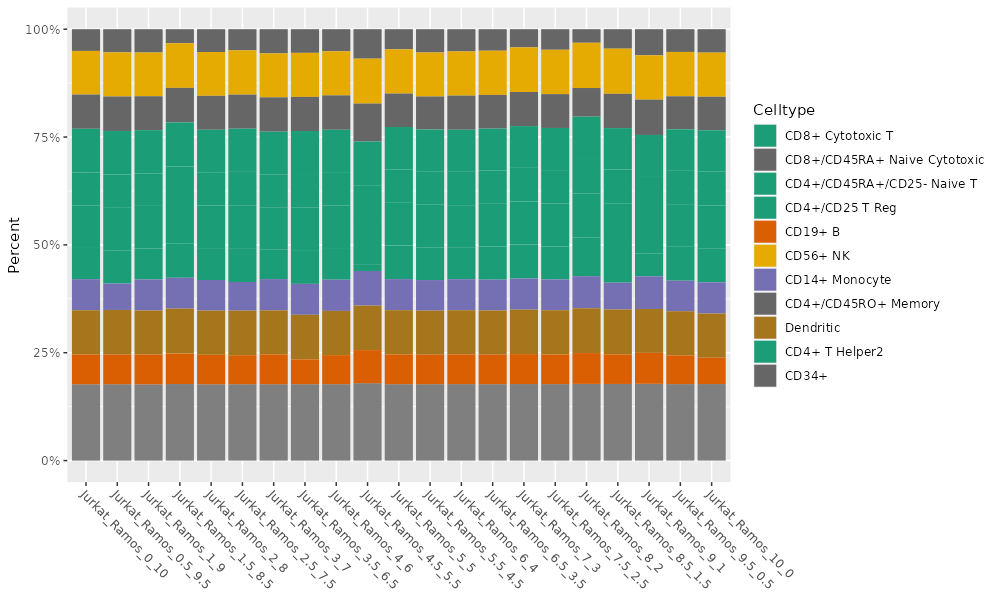 100%
75%
50%
25%
0%
Percent
Jurkat_Ramos_0_10
Jurkat_Ramos_0.5_9.5
Jurkat_Ramos_1_9
Jurkat_Ramos_1.5_8.5
Jurkat_Ramos_2_8
Jurkat_Ramos_2.5_7.5
Jurkat_Ramos_3_7
Jurkat_Ramos_3.5_6.5
Jurkat_Ramos_4_6
Jurkat_Ramos_4.5_5.5
Jurkat_Ramos_5_5
Jurkat_Ramos_5.5_4.5
Jurkat_Ramos_6_4
Jurkat_Ramos_6.5_3.5
Jurkat_Ramos_7_3
Jurkat_Ramos_7.5_2.5
Jurkat_Ramos_8_2
Jurkat_Ramos_8.5_1.5
Jurkat_Ramos_9_1
Jurkat_Ramos_9.5_0.5
Jurkat_Ramos_10_0
Celltype
CD8+ Cytotoxic T
CD8+/CD45RA+ Naive Cytotoxic
CD4+/CD45RA+/CD25- Naive T
CD4+/CD25 T Reg
CD19+ B
CD56+ NK
CD14+ Monocyte
CD4+/CD45RO+ Memory
Dendritic
CD4+ T Helper2
CD34+